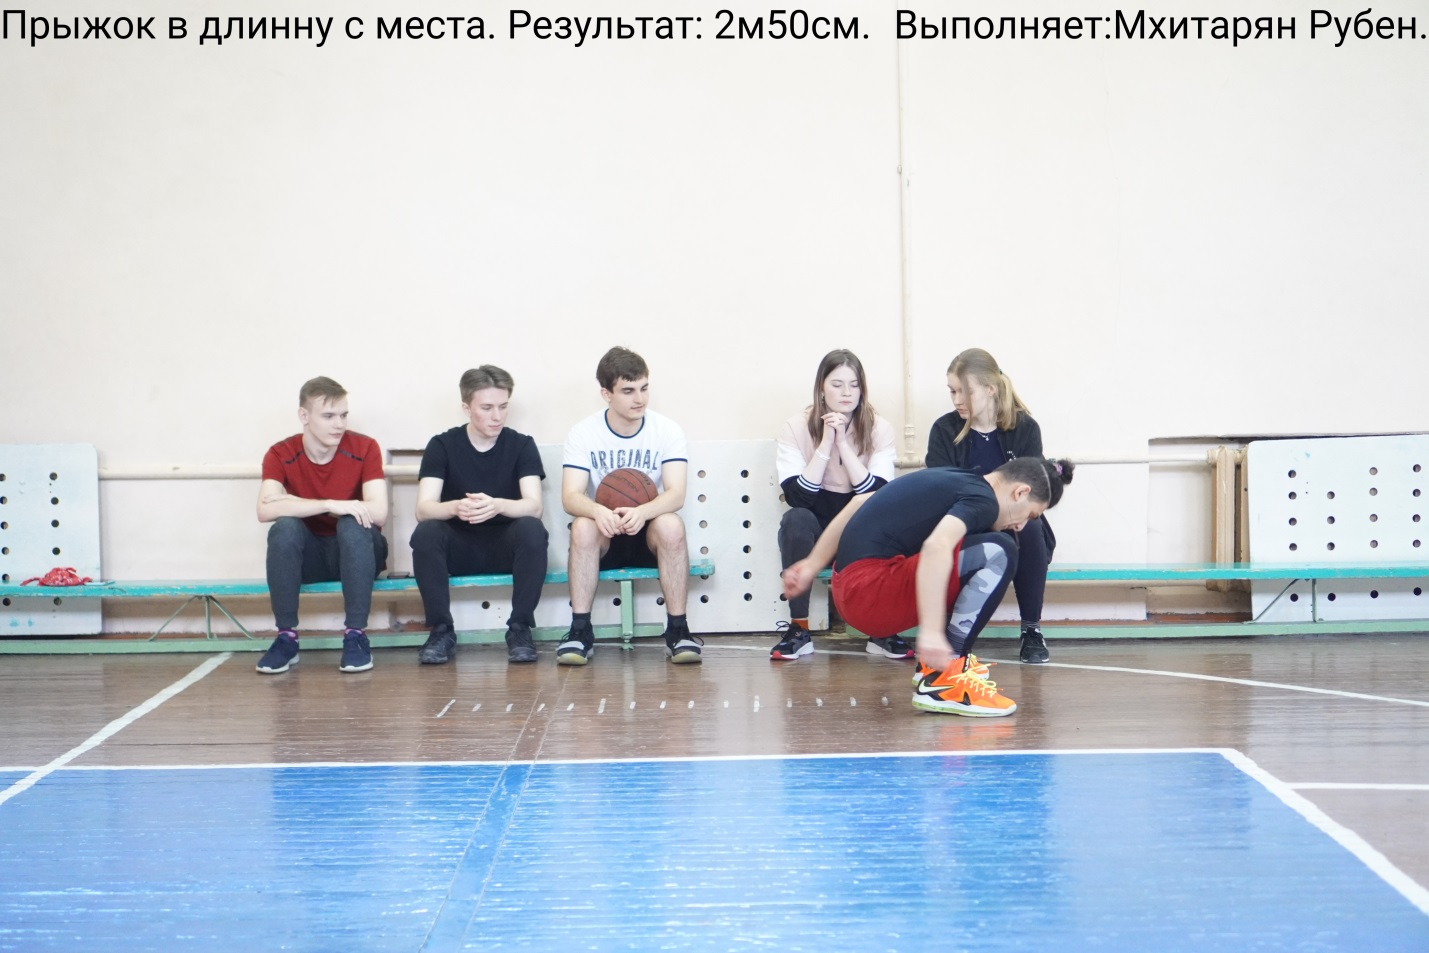 Прыжок в длинну с места. Результат: 2м50см. Выполняет:Мхитарян Рубен.
ORIGINAL